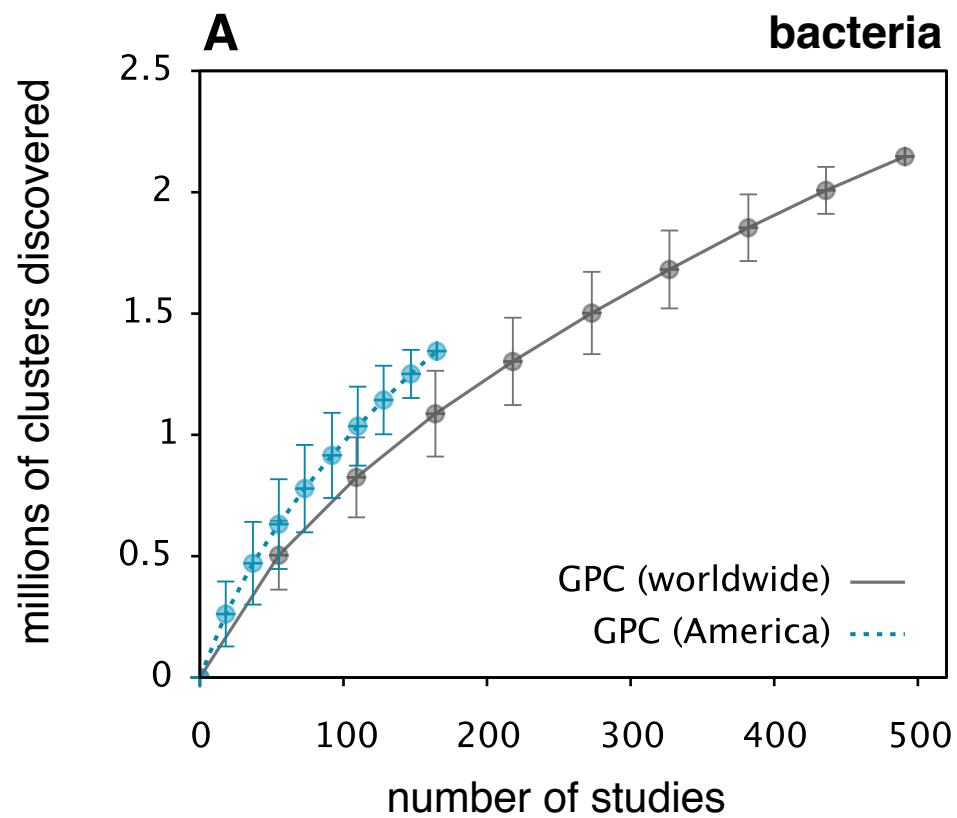 A
bacteria
millions of clusters discovered
2.5
2
1.5
1
0.5
0
GPC (worldwide)
GPC (America)
0 100 200 300 400 500
number of studies